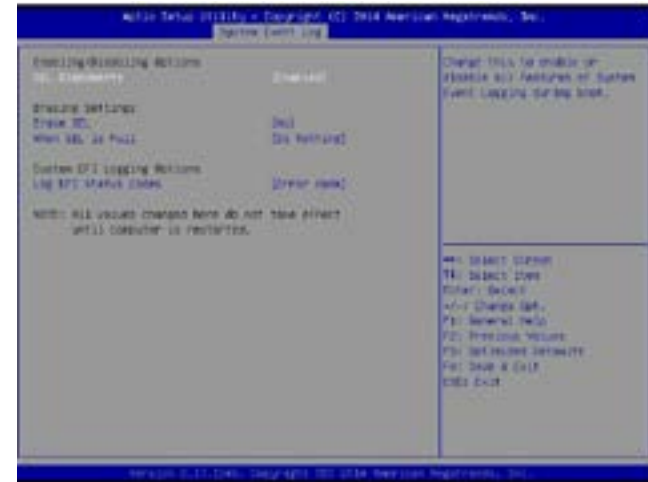 Aptio Setup Utility - Copyright (C) 2014 American Megatrends, Inc.
System Event Log
Enabling/Disabling Options
SEL Components [Enabled]
Erasing Settings
Erase SEL [No]
When SEL is Full [Do Nothing]
Custom EFI Logging Options
Log EFI Status Codes [Error code]
NOTE: All values changed here do not take effect
until computer is restarted.
Change this to enable or
disable all features of System
Event Logging during boot.
Select Screen
Select Item
Enter: Select
+/-: Change Opt.
F1: General Help
F2: Previous Values
F3: Optimized Defaults
F4: Save & Exit
ESC: Exit
Version Copyright (C) 2014 American Megatrends, Inc.